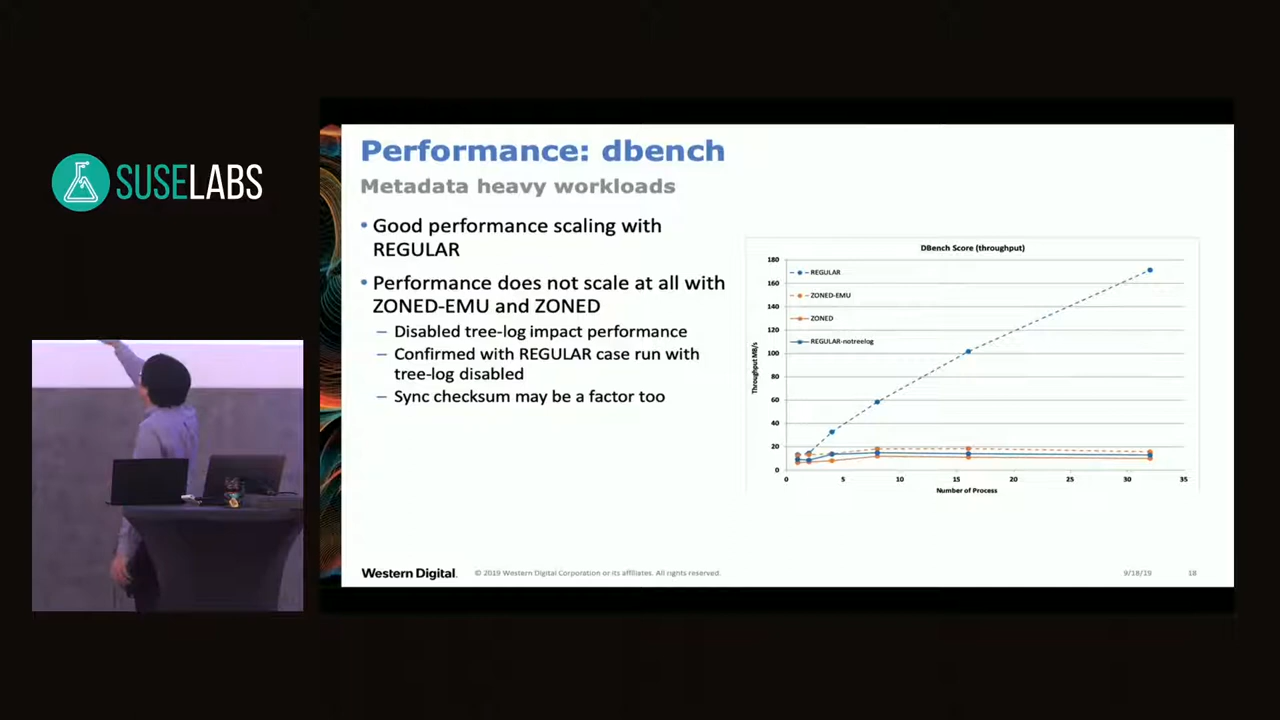 SUSELABS
Performance: dbench
Metadata heavy workloads
• Good performance scaling with
REGULAR
• Performance does not scale at all with
ZONED-EMU and ZONED
– Disabled tree-log impact performance
– Confirmed with REGULAR case run with
tree-log disabled
– Sync checksum may be a factor too
DBench Score (throughput)
180
160
140
120
100
80
60
40
20
0
Throughput MB/s
REGULAR
ZONED-EMU
ZONED
REGULAR-notreelog
0 5 10 15 20 25 30 35
Number of Process
Western Digital.
© 2019 Western Digital Corporation or its affiliates. All rights reserved.
9/18/19
18